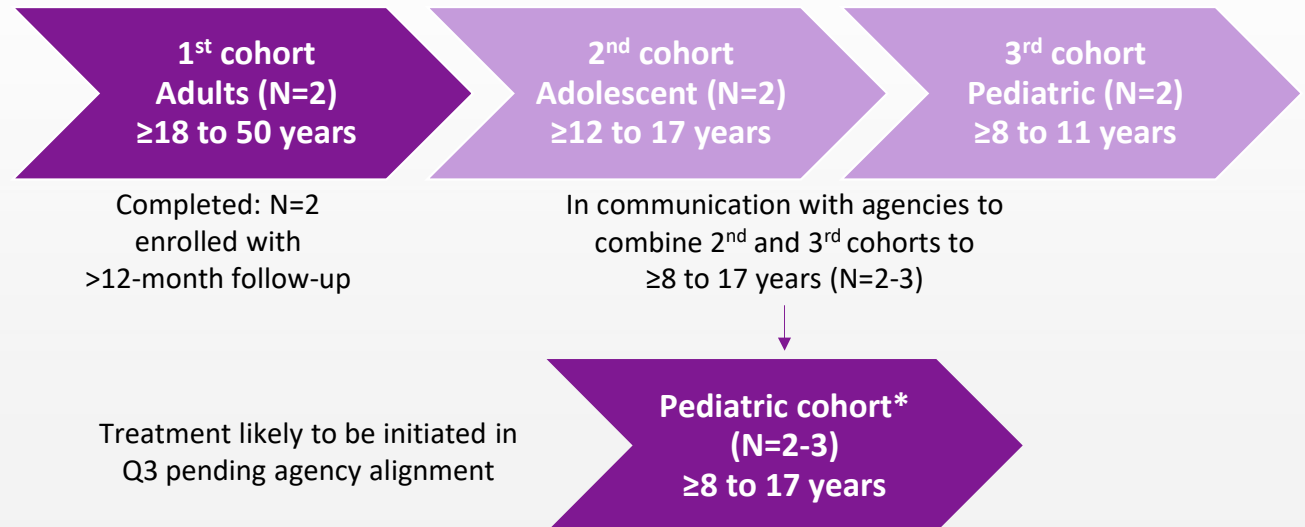 1st cohort
Adults (N=2)
≥18 to 50 years
2nd cohort
Adolescent (N=2)
≥12 to 17 years
3rd cohort
Pediatric (N=2)
≥8 to 11 years
Completed: N=2
enrolled with
>12-month follow-up
In communication with agencies to
combine 2nd and 3rd cohorts to
≥8 to 17 years (N=2-3)
Treatment likely to be initiated in
Q3 pending agency alignment
Pediatric cohort*
(N=2-3)
≥8 to 17 years